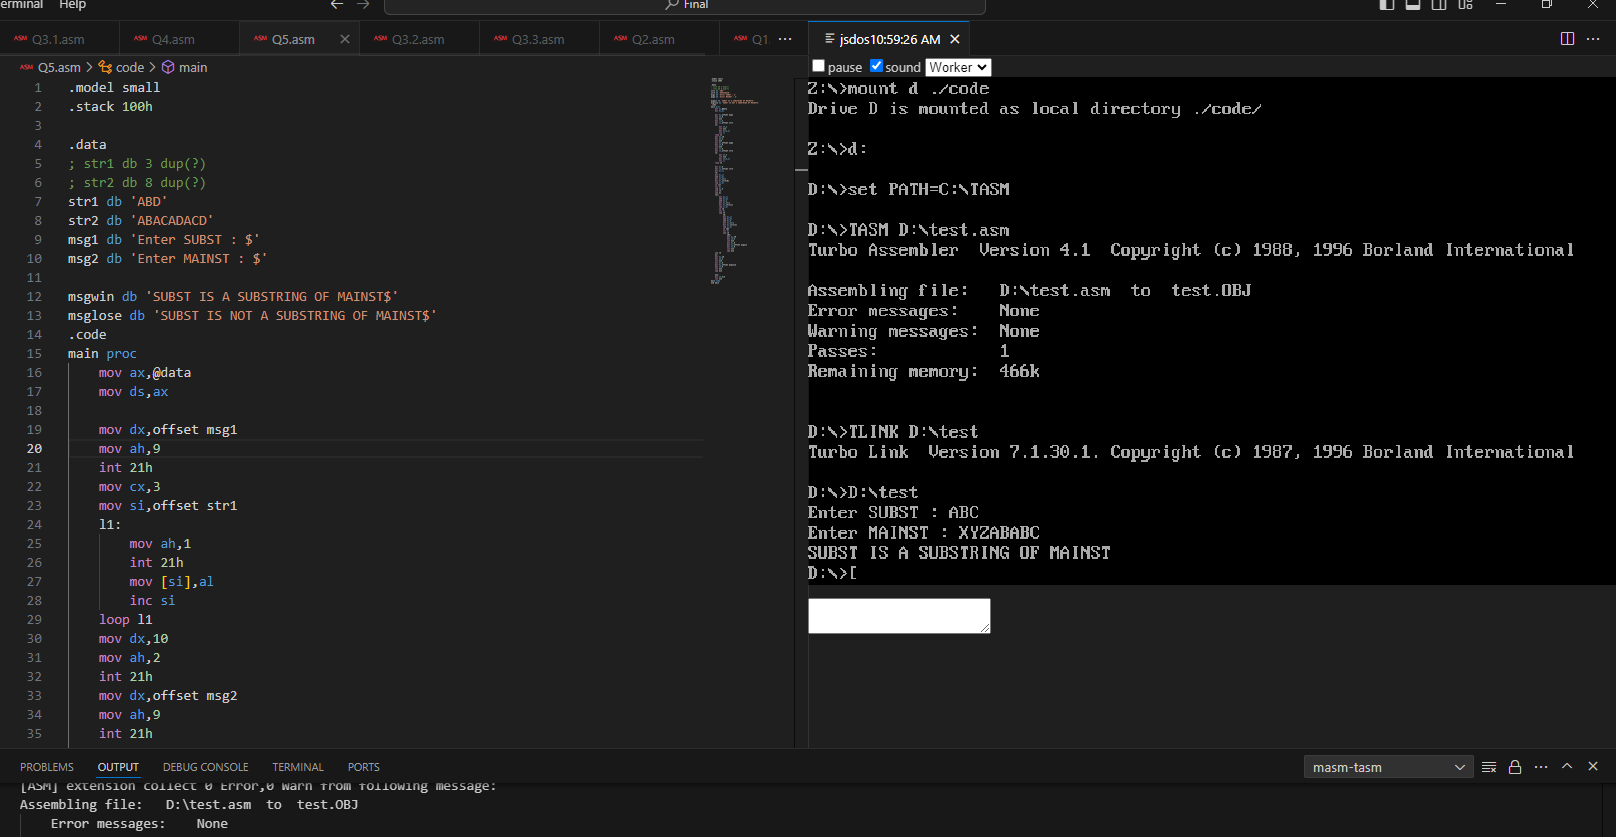 erminal Help
Final
Q3.1.asm Q4.asm Q5.asm Q3.2.asm Q3.3.asm Q2.asm Q1
Q5.asm > code > main
1 .model small
2 .stack 100h
3
4 .data
5 ; str1 db 3 dup(?)
6 ; str2 db 8 dup(?)
7 str1 db 'ABD'
8 str2 db 'ABACADACD'
9 msg1 db 'Enter SUBST : $'
10 msg2 db 'Enter MAINST : $'
11
12 msgwin db 'SUBST IS A SUBSTRING OF MAINST$'
13 msglose db 'SUBST IS NOT A SUBSTRING OF MAINST$'
14 .code
15 main proc
16 mov ax,@data
17 mov ds,ax
18
19 mov dx,offset msg1
20 mov ah,9
21 int 21h
22 mov cx,3
23 mov si,offset str1
24 l1:
25 mov ah,1
26 int 21h
27 mov [si],al
28 inc si
29 loop l1
30 mov dx,10
31 mov ah,2
32 int 21h
33 mov dx,offset msg2
34 mov ah,9
35 int 21h
jsdos10:59:26 AM
pause sound Worker
Z:\>mount d ./code
Drive D is mounted as local directory ./code/
Z:\>d:
D:\>set PATH=C:\TASM
D:\>TASM D:\test.asm
Turbo Assembler Version 4.1 Copyright (c) 1988, 1996 Borland International
Assembling file: D:\test.asm to test.OBJ
Error messages: None
Warning messages: None
Passes: 1
Remaining memory: 466k
D:\>TLINK D:\test
Turbo Link Version 7.1.30.1. Copyright (c) 1987, 1996 Borland International
D:\>D:\test
Enter SUBST : ABC
Enter MAINST : XYZABABC
SUBST IS A SUBSTRING OF MAINST
D:\>[
PROBLEMS OUTPUT DEBUG CONSOLE TERMINAL PORTS
masm-tasm
[ASM] extension collect 0 Error,0 Warn from following message:
Assembling file: D:\test.asm to test.OBJ
Error messages: None